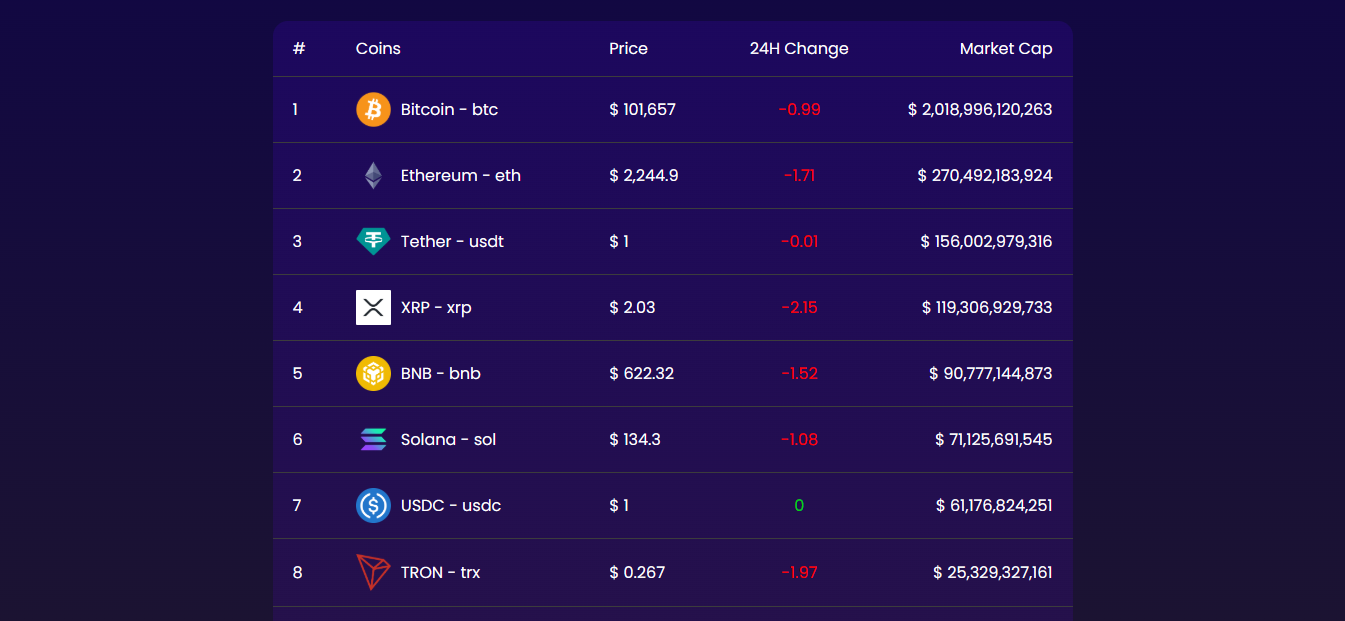 # Coins Price 24H Change Market Cap
1 Bitcoin - btc $ 101,657 -0.99 $ 2,018,996,120,263
2 Ethereum - eth $ 2,244.9 -1.71 $ 270,492,183,924
3 Tether - usdt $ 1 -0.01 $ 156,002,979,316
4 XRP - xrp $ 2.03 -2.15 $ 119,306,929,733
5 BNB - bnb $ 622.32 -1.52 $ 90,777,144,873
6 Solana - sol $ 134.3 -1.08 $ 71,125,691,545
7 USDC - usdc $ 1 0 $ 61,176,824,251
8 TRON - trx $ 0.267 -1.97 $ 25,329,327,161